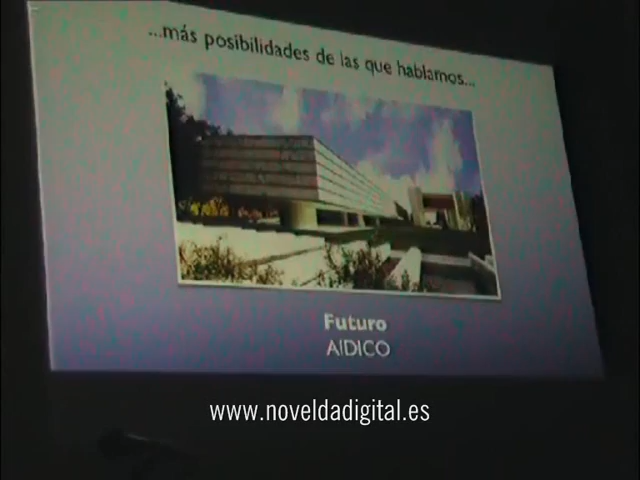 ...más posibilidades de las que hablamos...
Futuro
AIDICO
www.noveldadigital.es